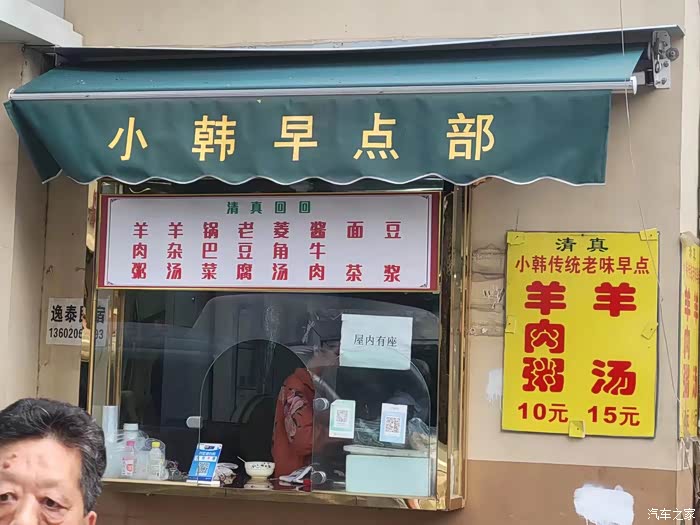 小韩早点部
清真回回
羊肉粥
羊杂汤
锅巴菜
老豆腐
菱角汤
酱牛肉
面茶
豆浆
清真
小韩传统老味早点
羊肉粥 羊汤
10元 15元
屋内有座
汽车之家